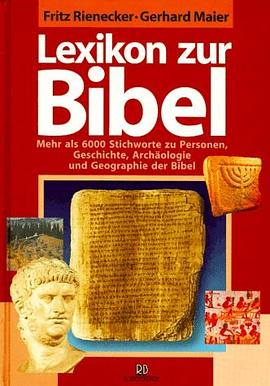 Fritz Rienecker · Gerhard Maier
Lexikon zur
Bibel
Mehr als 6000 Stichworte zu Personen,
Geschichte, Archäologie
und Geographie der Bibel
R.BROCKHAUS